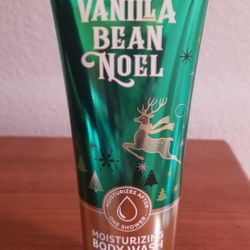 VANILLA
BEAN
NOEL
MOISTURIZES AFTER
ONE SHOWER
MOISTURIZING
BODY WASH